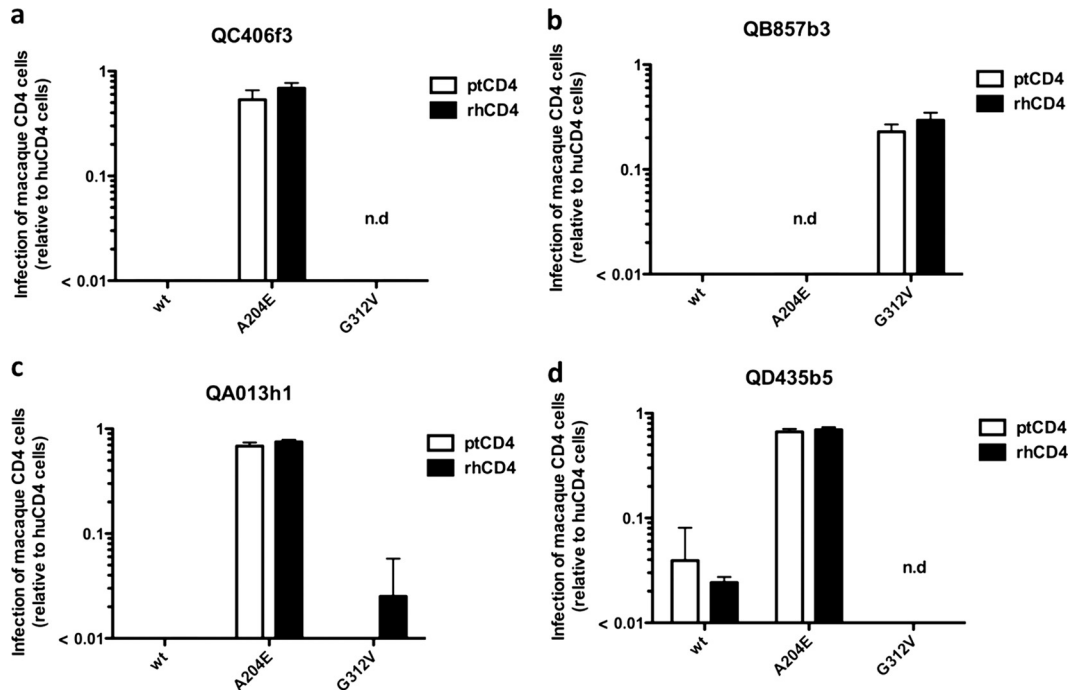 a
QC406f3
Infection of macaque CD4 cells
(relative to huCD4 cells)
1
0.1
< 0.01
n.d
wt
A204E
G312V
ptCD4
rhCD4
b
QB857b3
Infection of macaque CD4 cells
(relative to huCD4 cells)
1
0.1
< 0.01
n.d
wt
A204E
G312V
ptCD4
rhCD4
c
QA013h1
Infection of macaque CD4 cells
(relative to huCD4 cells)
1
0.1
< 0.01
wt
A204E
G312V
ptCD4
rhCD4
d
QD435b5
Infection of macaque CD4 cells
(relative to huCD4 cells)
1
0.1
< 0.01
n.d
wt
A204E
G312V
ptCD4
rhCD4